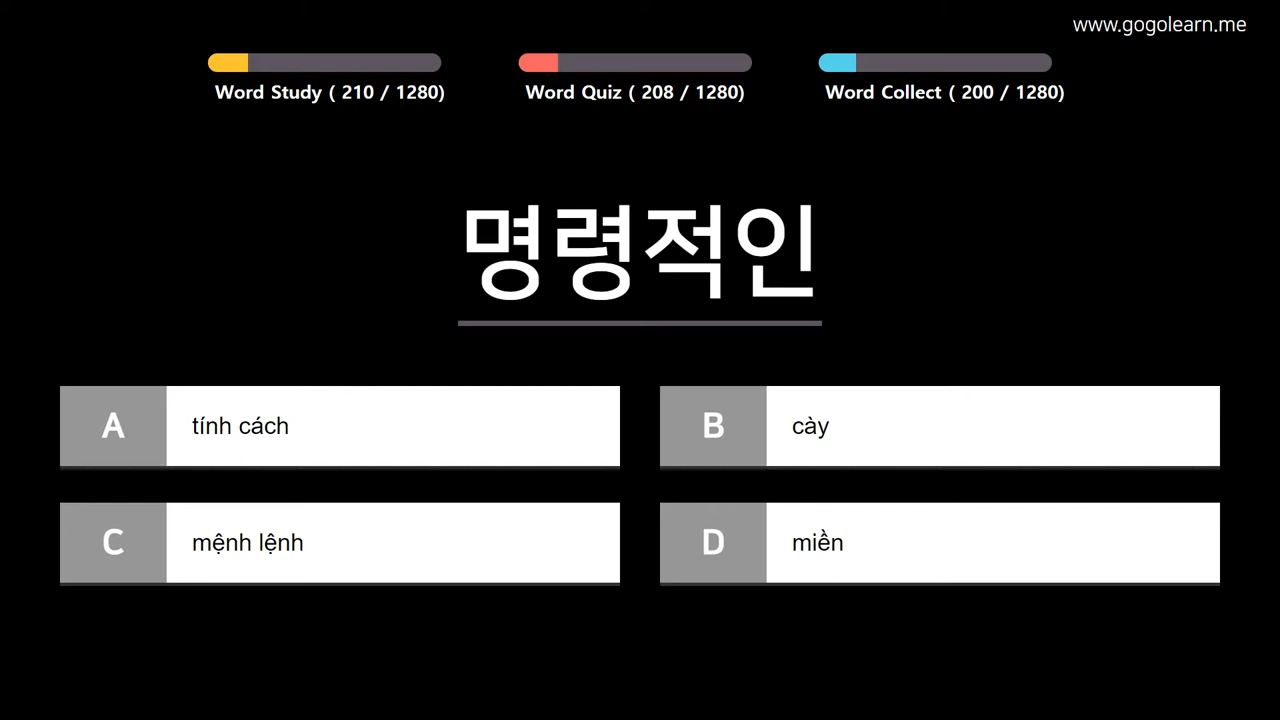 www.gogolearn.me
Word Study ( 210 / 1280)
Word Quiz ( 208 / 1280)
Word Collect ( 200 / 1280)
명령적인
A tính cách
B cày
C mệnh lệnh
D miền